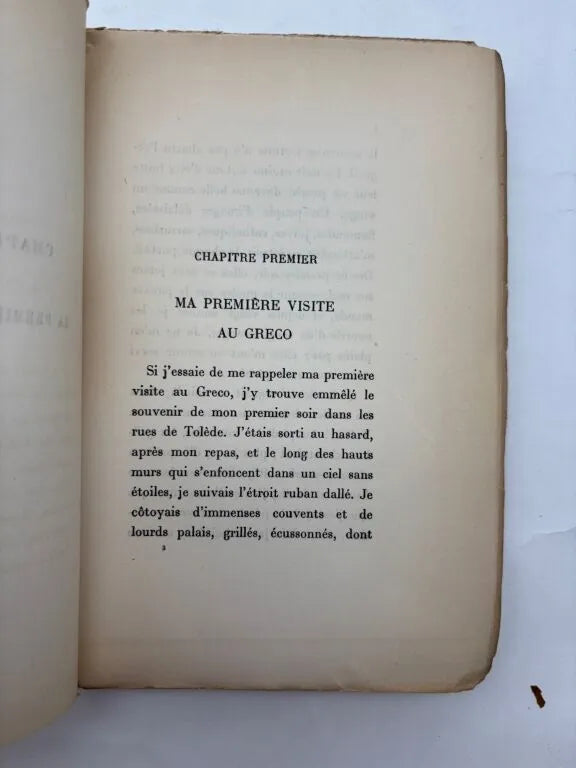 CHAPITRE PREMIER
MA PREMIÈRE VISITE
AU GRECO
Si j'essaie de me rappeler ma première
visite au Greco, j'y trouve emmêlé le
souvenir de mon premier soir dans les
rues de Tolède. J'étais sorti au hasard,
après mon repas, et le long des hauts
murs qui s'enfoncent dans un ciel sans
étoiles, je suivais l'étroit ruban dallé. Je
côtoyais d'immenses couvents et de
lourds palais, grillés, écussonnés, dont